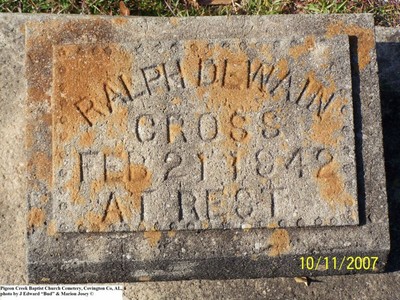 RALPH DEWAIN
CROSS
FEB 21 1942
AT REST
10/11/2007
Pigeon Creek Baptist Church Cemetery, Covington Co, AL.
photo by J Edward "Bud" & Marion Josey ©